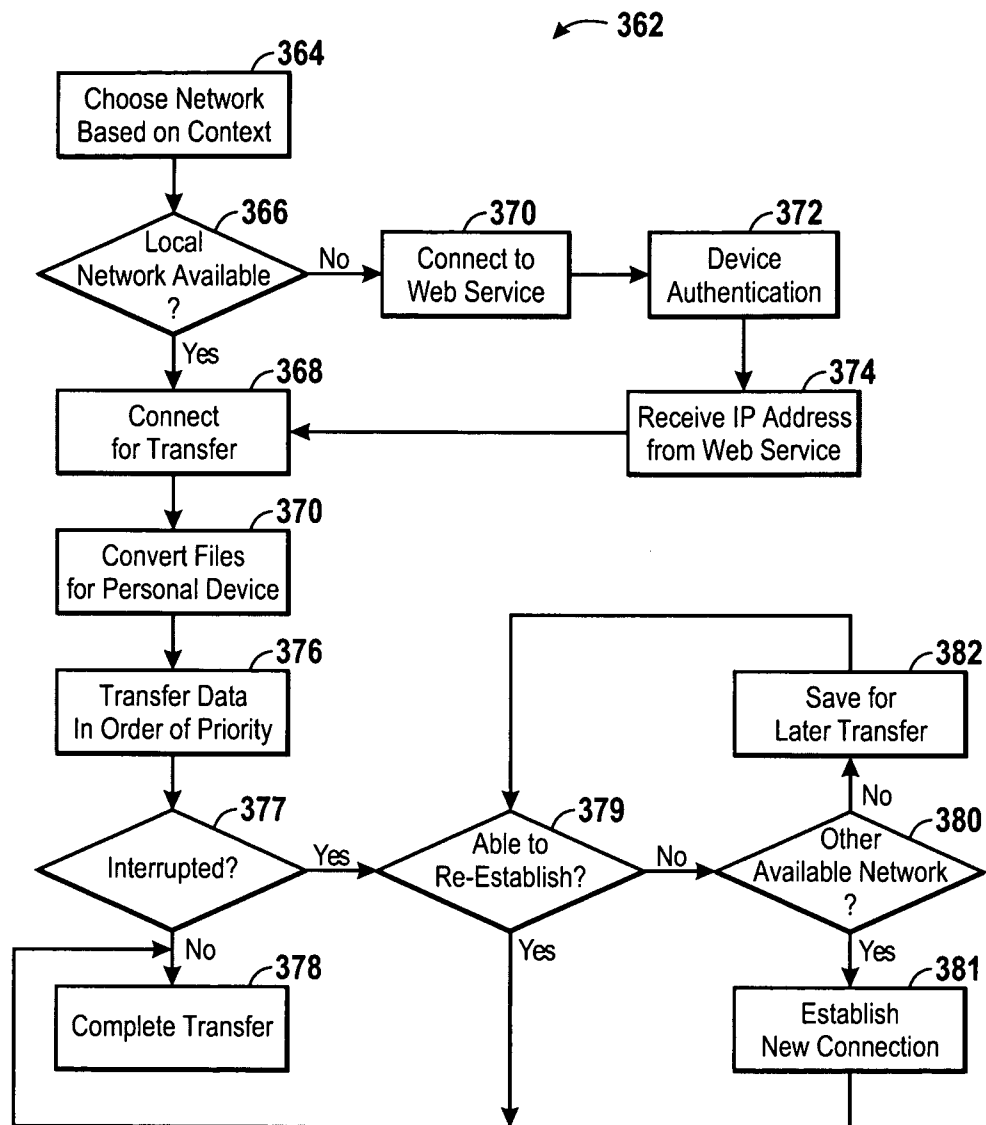 362
364
Choose Network
Based on Context
366
Local
Network Available
?
No
370
Connect to
Web Service
372
Device
Authentication
Yes
368
Connect
for Transfer
374
Receive IP Address
from Web Service
370
Convert Files
for Personal Device
376
Transfer Data
In Order of Priority
382
Save for
Later Transfer
No
377
Interrupted?
Yes
379
Able to
Re-Establish?
No
380
Other
Available Network
?
No
Yes
Yes
378
Complete Transfer
381
Establish
New Connection